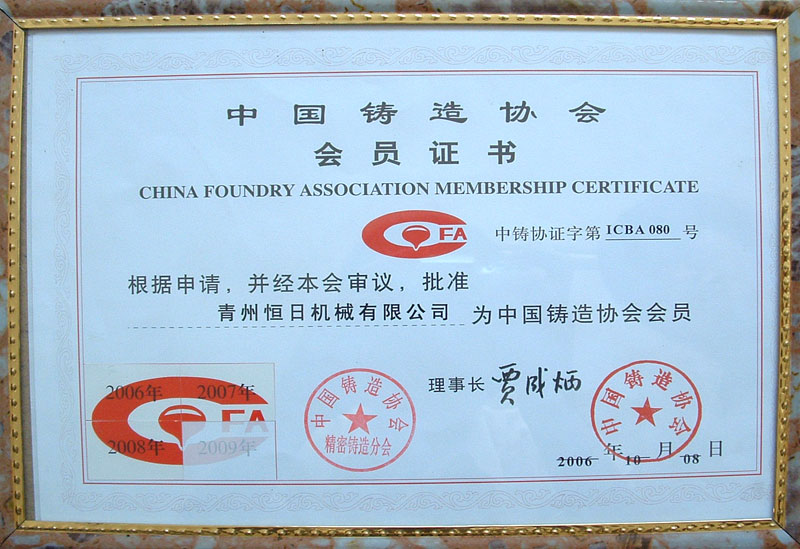 中国铸造协会
会员证书
CHINA FOUNDRY ASSOCIATION MEMBERSHIP CERTIFICATE
FA
中铸协证字第 ICBA 080 号
根据申请，并经本会审议，批准
青州恒日机械有限公司 为中国铸造协会会员
2006年 2007年
FA
2008年 2009年
中国铸造协会
精密铸造分会
理事长 贾成炳
中国铸造协会
2006 年 10 月 08 日